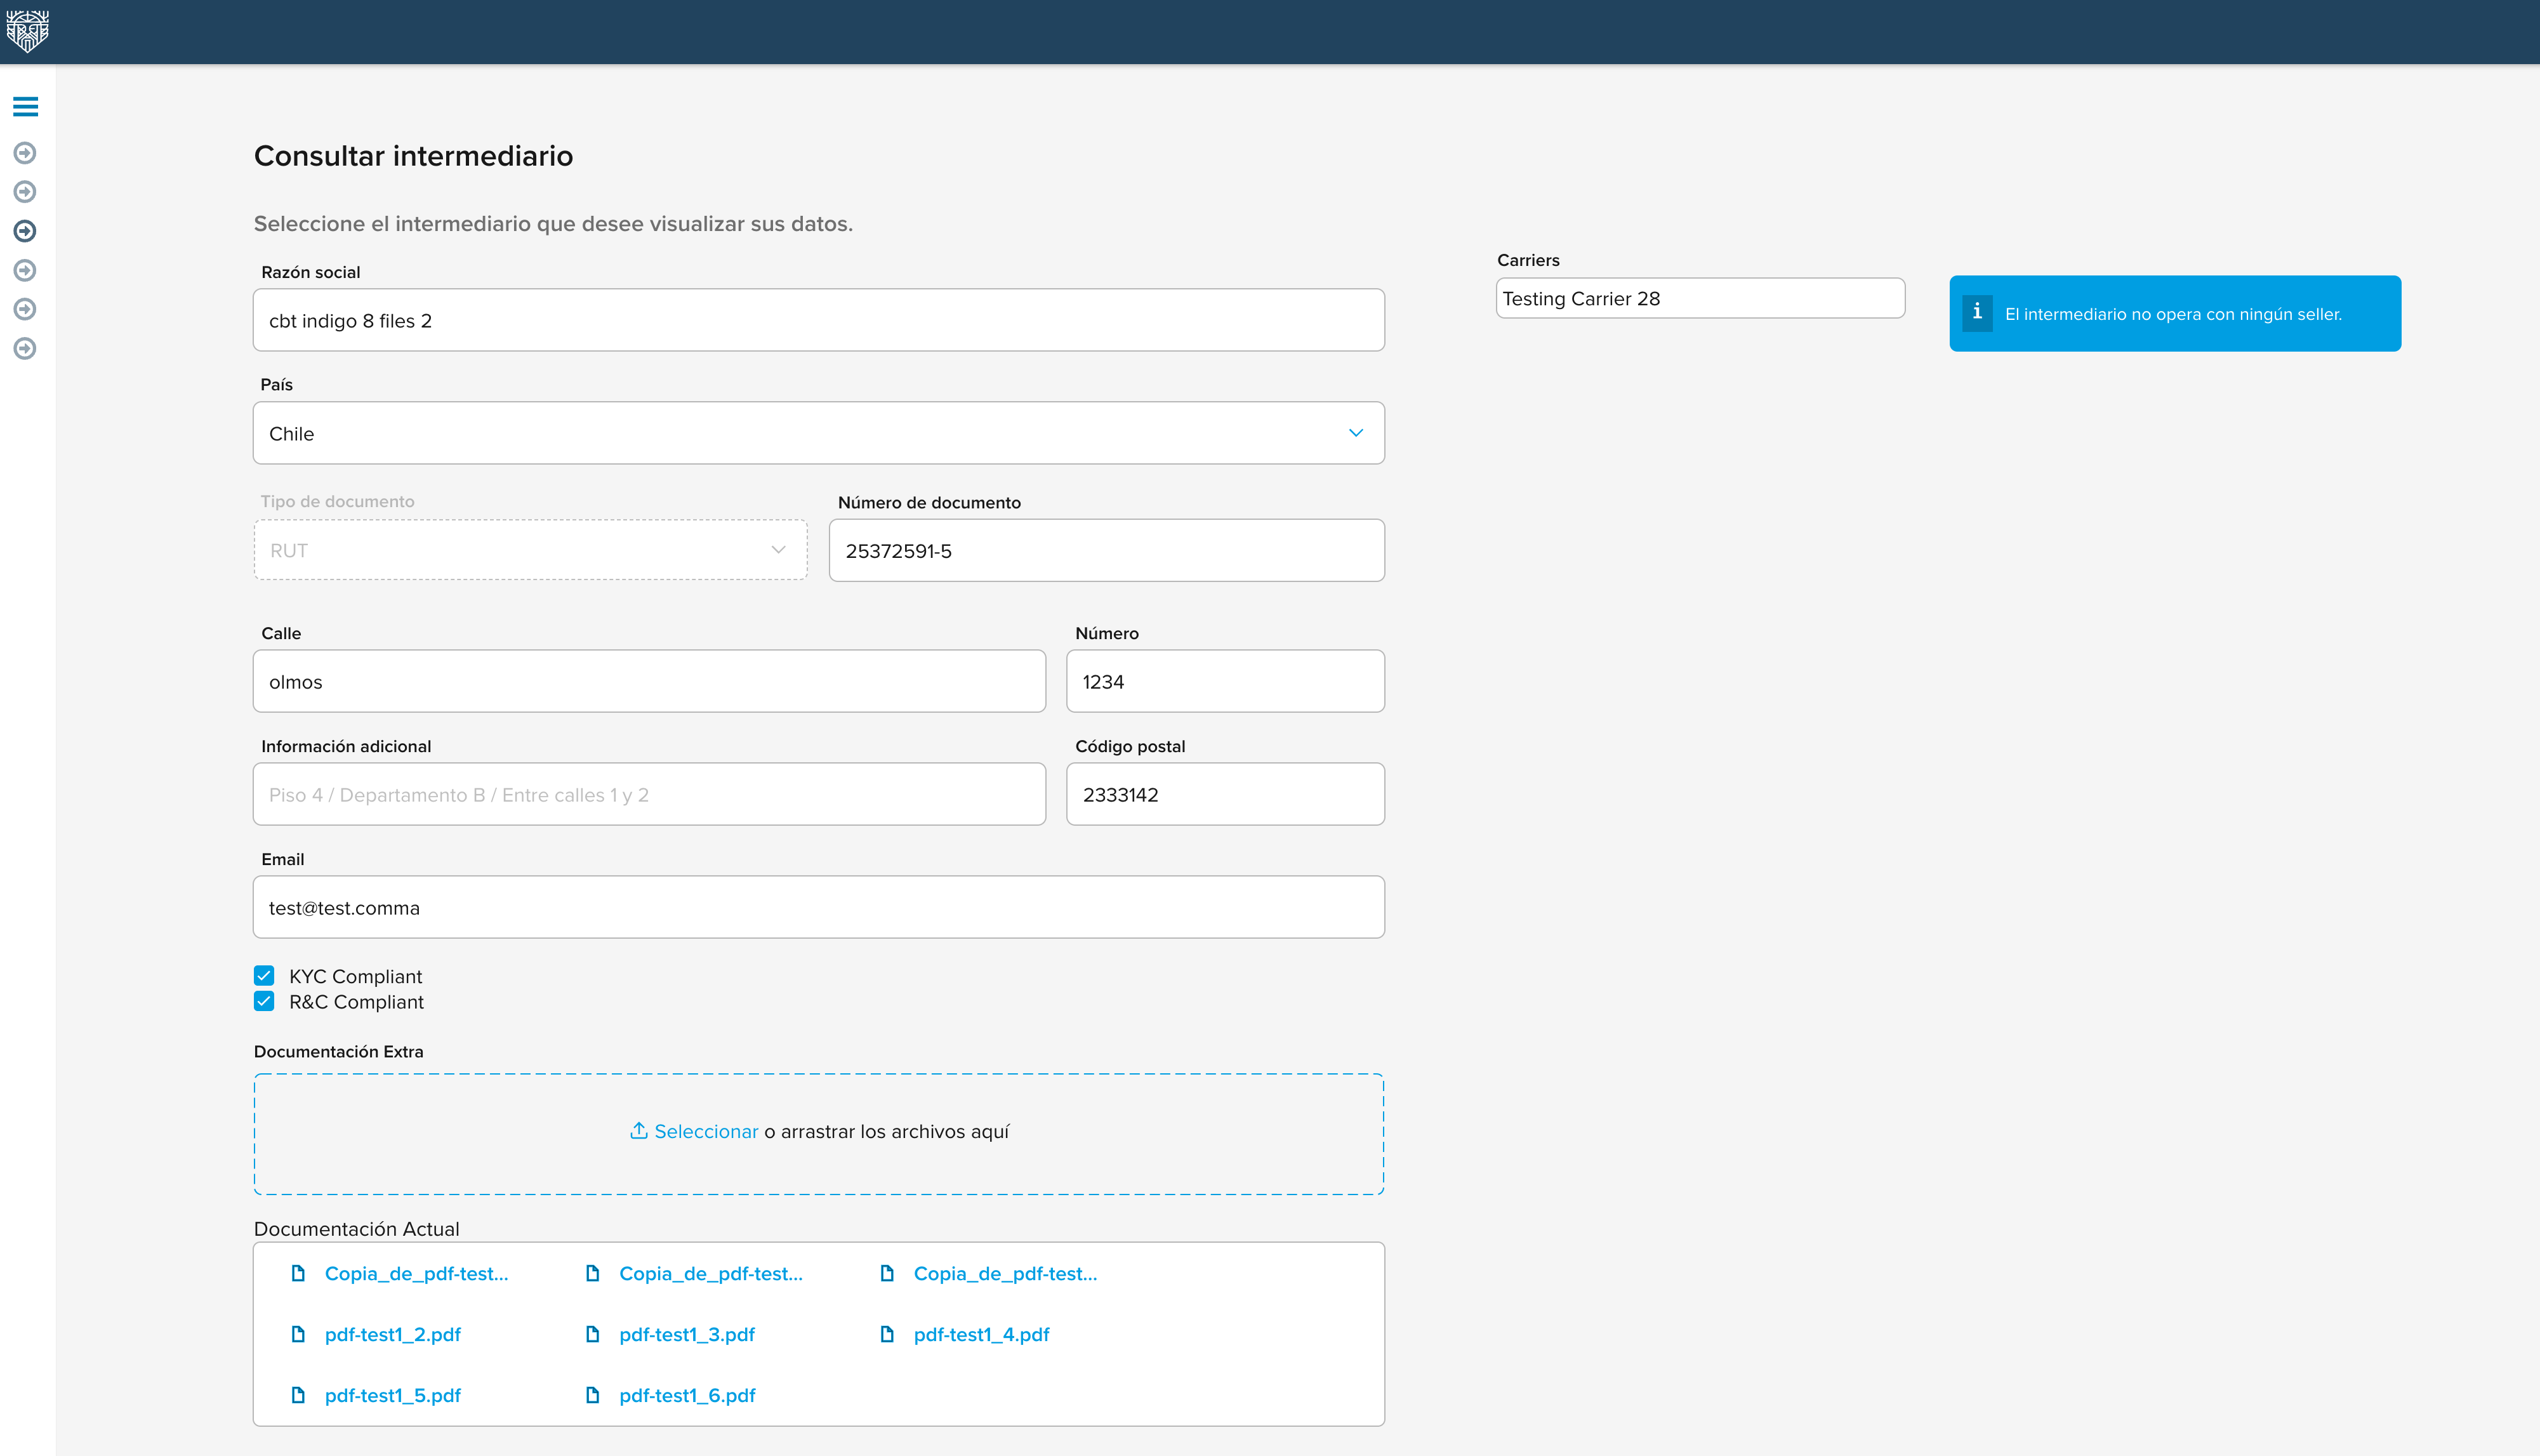 Consultar intermediario
Seleccione el intermediario que desee visualizar sus datos.
Razón social
cbt indigo 8 files 2
País
Chile
Tipo de documento
RUT
Número de documento
25372591-5
Calle
olmos
Número
1234
Información adicional
Piso 4 / Departamento B / Entre calles 1 y 2
Código postal
2333142
Email
test@test.comma
KYC Compliant
R&C Compliant
Documentación Extra
Seleccionar o arrastrar los archivos aquí
Documentación Actual
Copia_de_pdf-test...
Copia_de_pdf-test...
Copia_de_pdf-test...
pdf-test1_2.pdf
pdf-test1_3.pdf
pdf-test1_4.pdf
pdf-test1_5.pdf
pdf-test1_6.pdf
Carriers
Testing Carrier 28
El intermediario no opera con ningún seller.